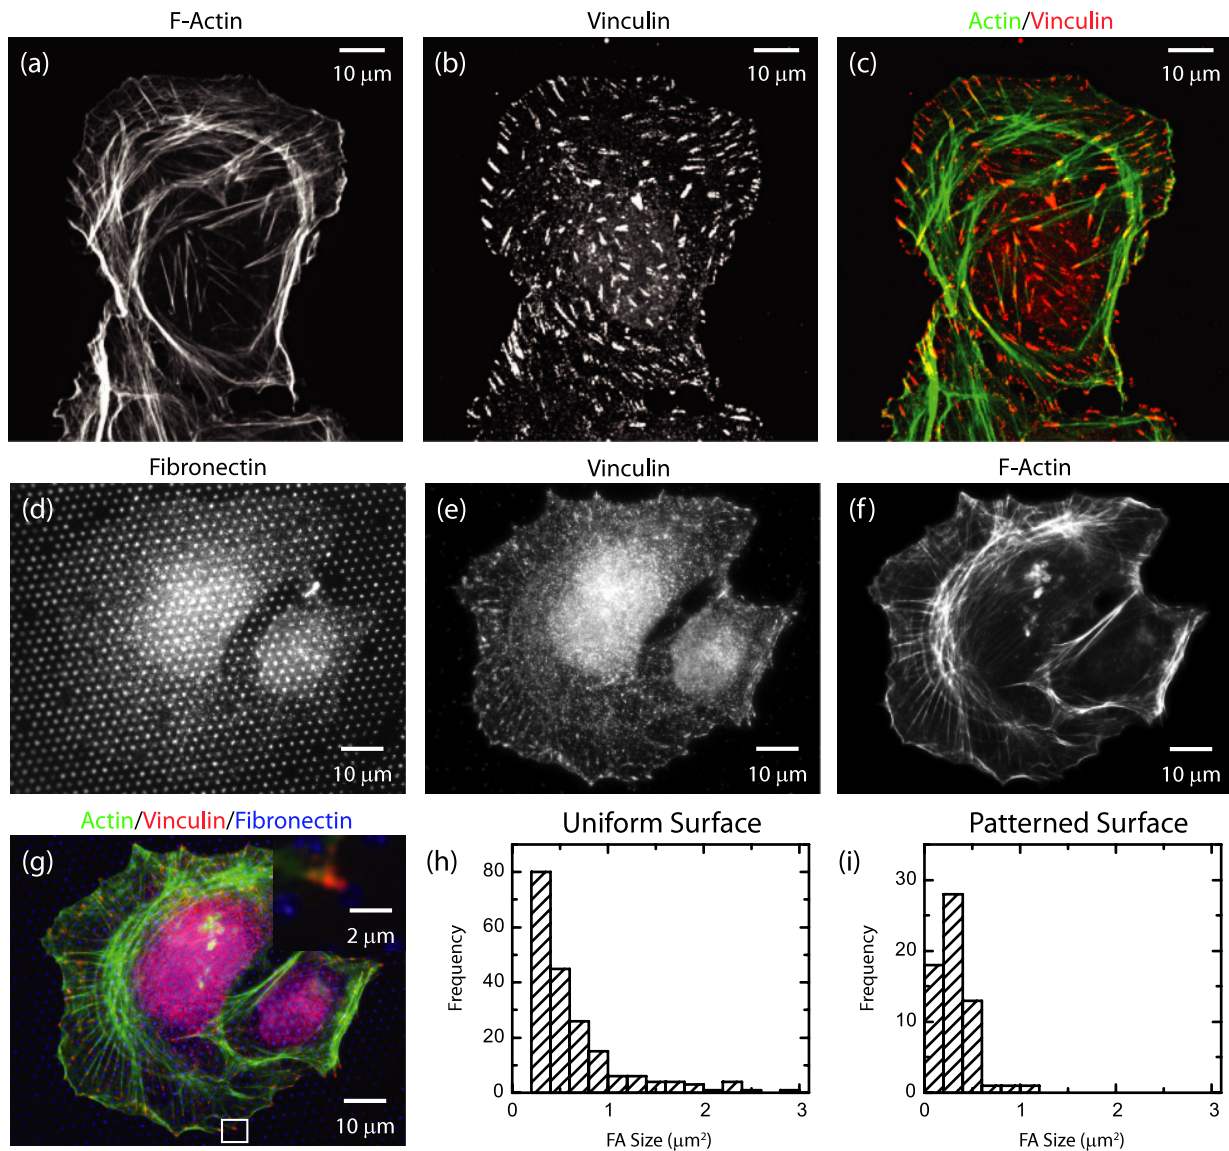 F-Actin Vinculin Actin/Vinculin
(a) 10 µm (b) 10 µm (c) 10 µm
Fibronectin Vinculin F-Actin
(d) 10 µm (e) 10 µm (f) 10 µm
Actin/Vinculin/Fibronectin Uniform Surface Patterned Surface
(g) 2 µm 10 µm
(h)
Frequency
80
60
40
20
0
0 1 2 3
FA Size (µm²)
(i)
Frequency
30
20
10
0
0 1 2 3
FA Size (µm²)